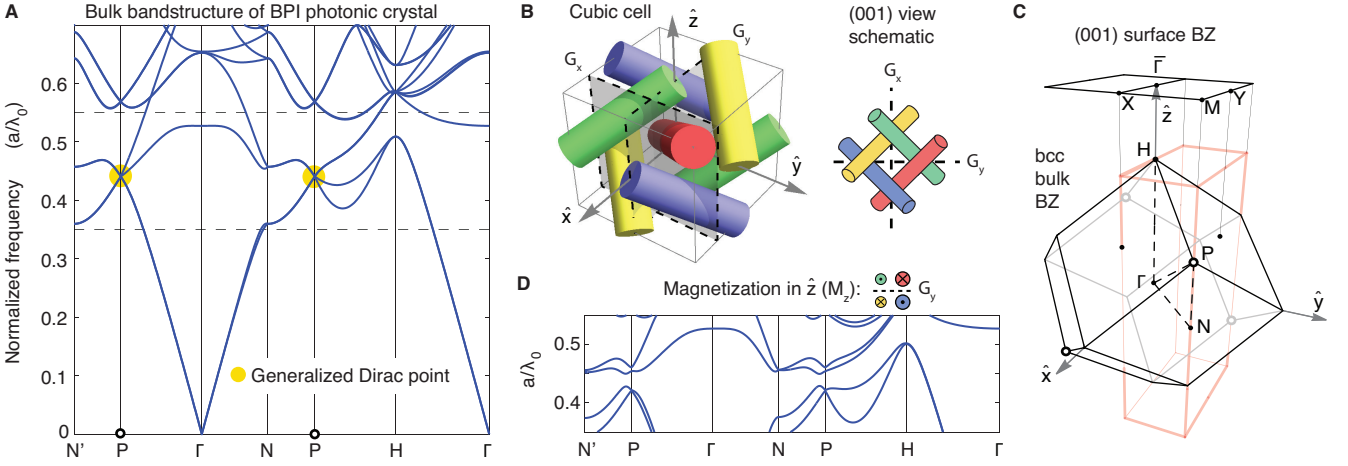 A
Bulk bandstructure of BPI photonic crystal
Normalized frequency (a/λ0)
0.6
0.5
0.4
0.3
0.2
0.1
0
Generalized Dirac point
N' P Γ N P H Γ
B
Cubic cell
ẑ
Gy
Gx
ŷ
x̂
(001) view
schematic
Gx
Gy
D
Magnetization in ẑ (Mz): Gy
a/λ0
0.5
0.4
N' P Γ N P H Γ
C
(001) surface BZ
Γ̄
X
M
Y
ẑ
H
bcc
bulk
BZ
P
Γ
N
ŷ
x̂